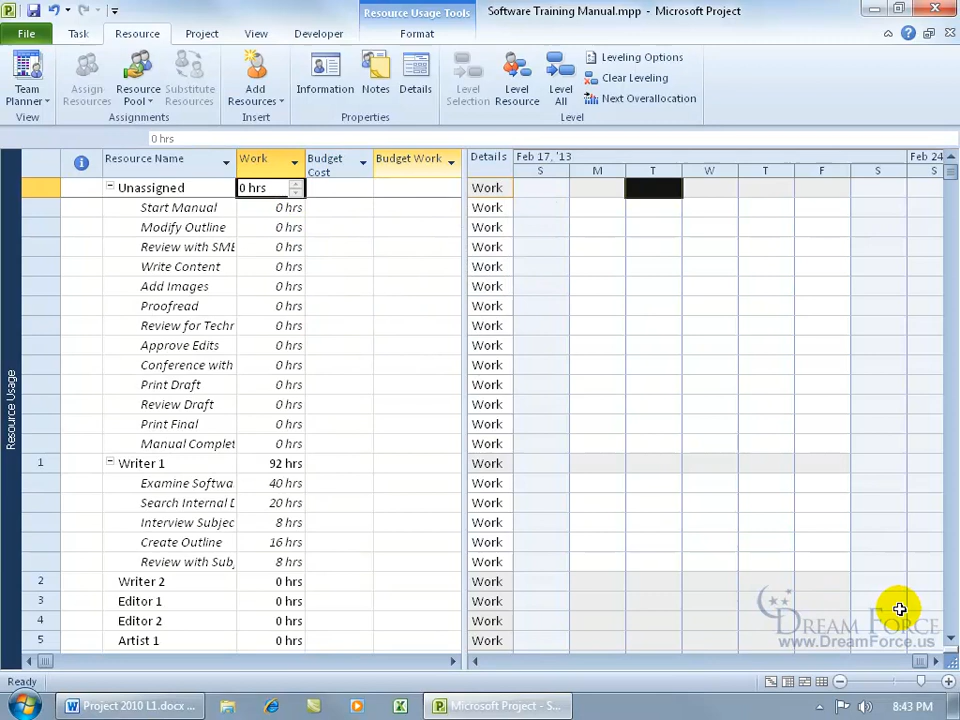 Resource Usage Tools
Software Training Manual.mpp - Microsoft Project
File Task Resource Project View Developer Format
Team Planner
Assign Resources
Resource Pool
Substitute Resources
Add Resources
Information
Notes
Details
Level Selection
Level Resource
Level All
Leveling Options
Clear Leveling
Next Overallocation
View Assignments Insert Properties Level
0 hrs
Resource Name Work Budget Cost Budget Work Details Feb 17, '13 Feb 24
S M T W T F S S
Unassigned 0 hrs Work
Start Manual 0 hrs Work
Modify Outline 0 hrs Work
Review with SME 0 hrs Work
Write Content 0 hrs Work
Add Images 0 hrs Work
Proofread 0 hrs Work
Review for Techr 0 hrs Work
Approve Edits 0 hrs Work
Conference with 0 hrs Work
Print Draft 0 hrs Work
Review Draft 0 hrs Work
Print Final 0 hrs Work
Manual Complet 0 hrs Work
1 Writer 1 92 hrs Work
Examine Softwa 40 hrs Work
Search Internal D 20 hrs Work
Interview Subjec 8 hrs Work
Create Outline 16 hrs Work
Review with Subj 8 hrs Work
2 Writer 2 0 hrs Work
3 Editor 1 0 hrs Work
4 Editor 2 0 hrs Work
5 Artist 1 0 hrs Work
Resource Usage
DREAM FORCE
www.DreamForce.us
Ready
Project 2010 L1.docx ...
Microsoft Project - S...
8:43 PM